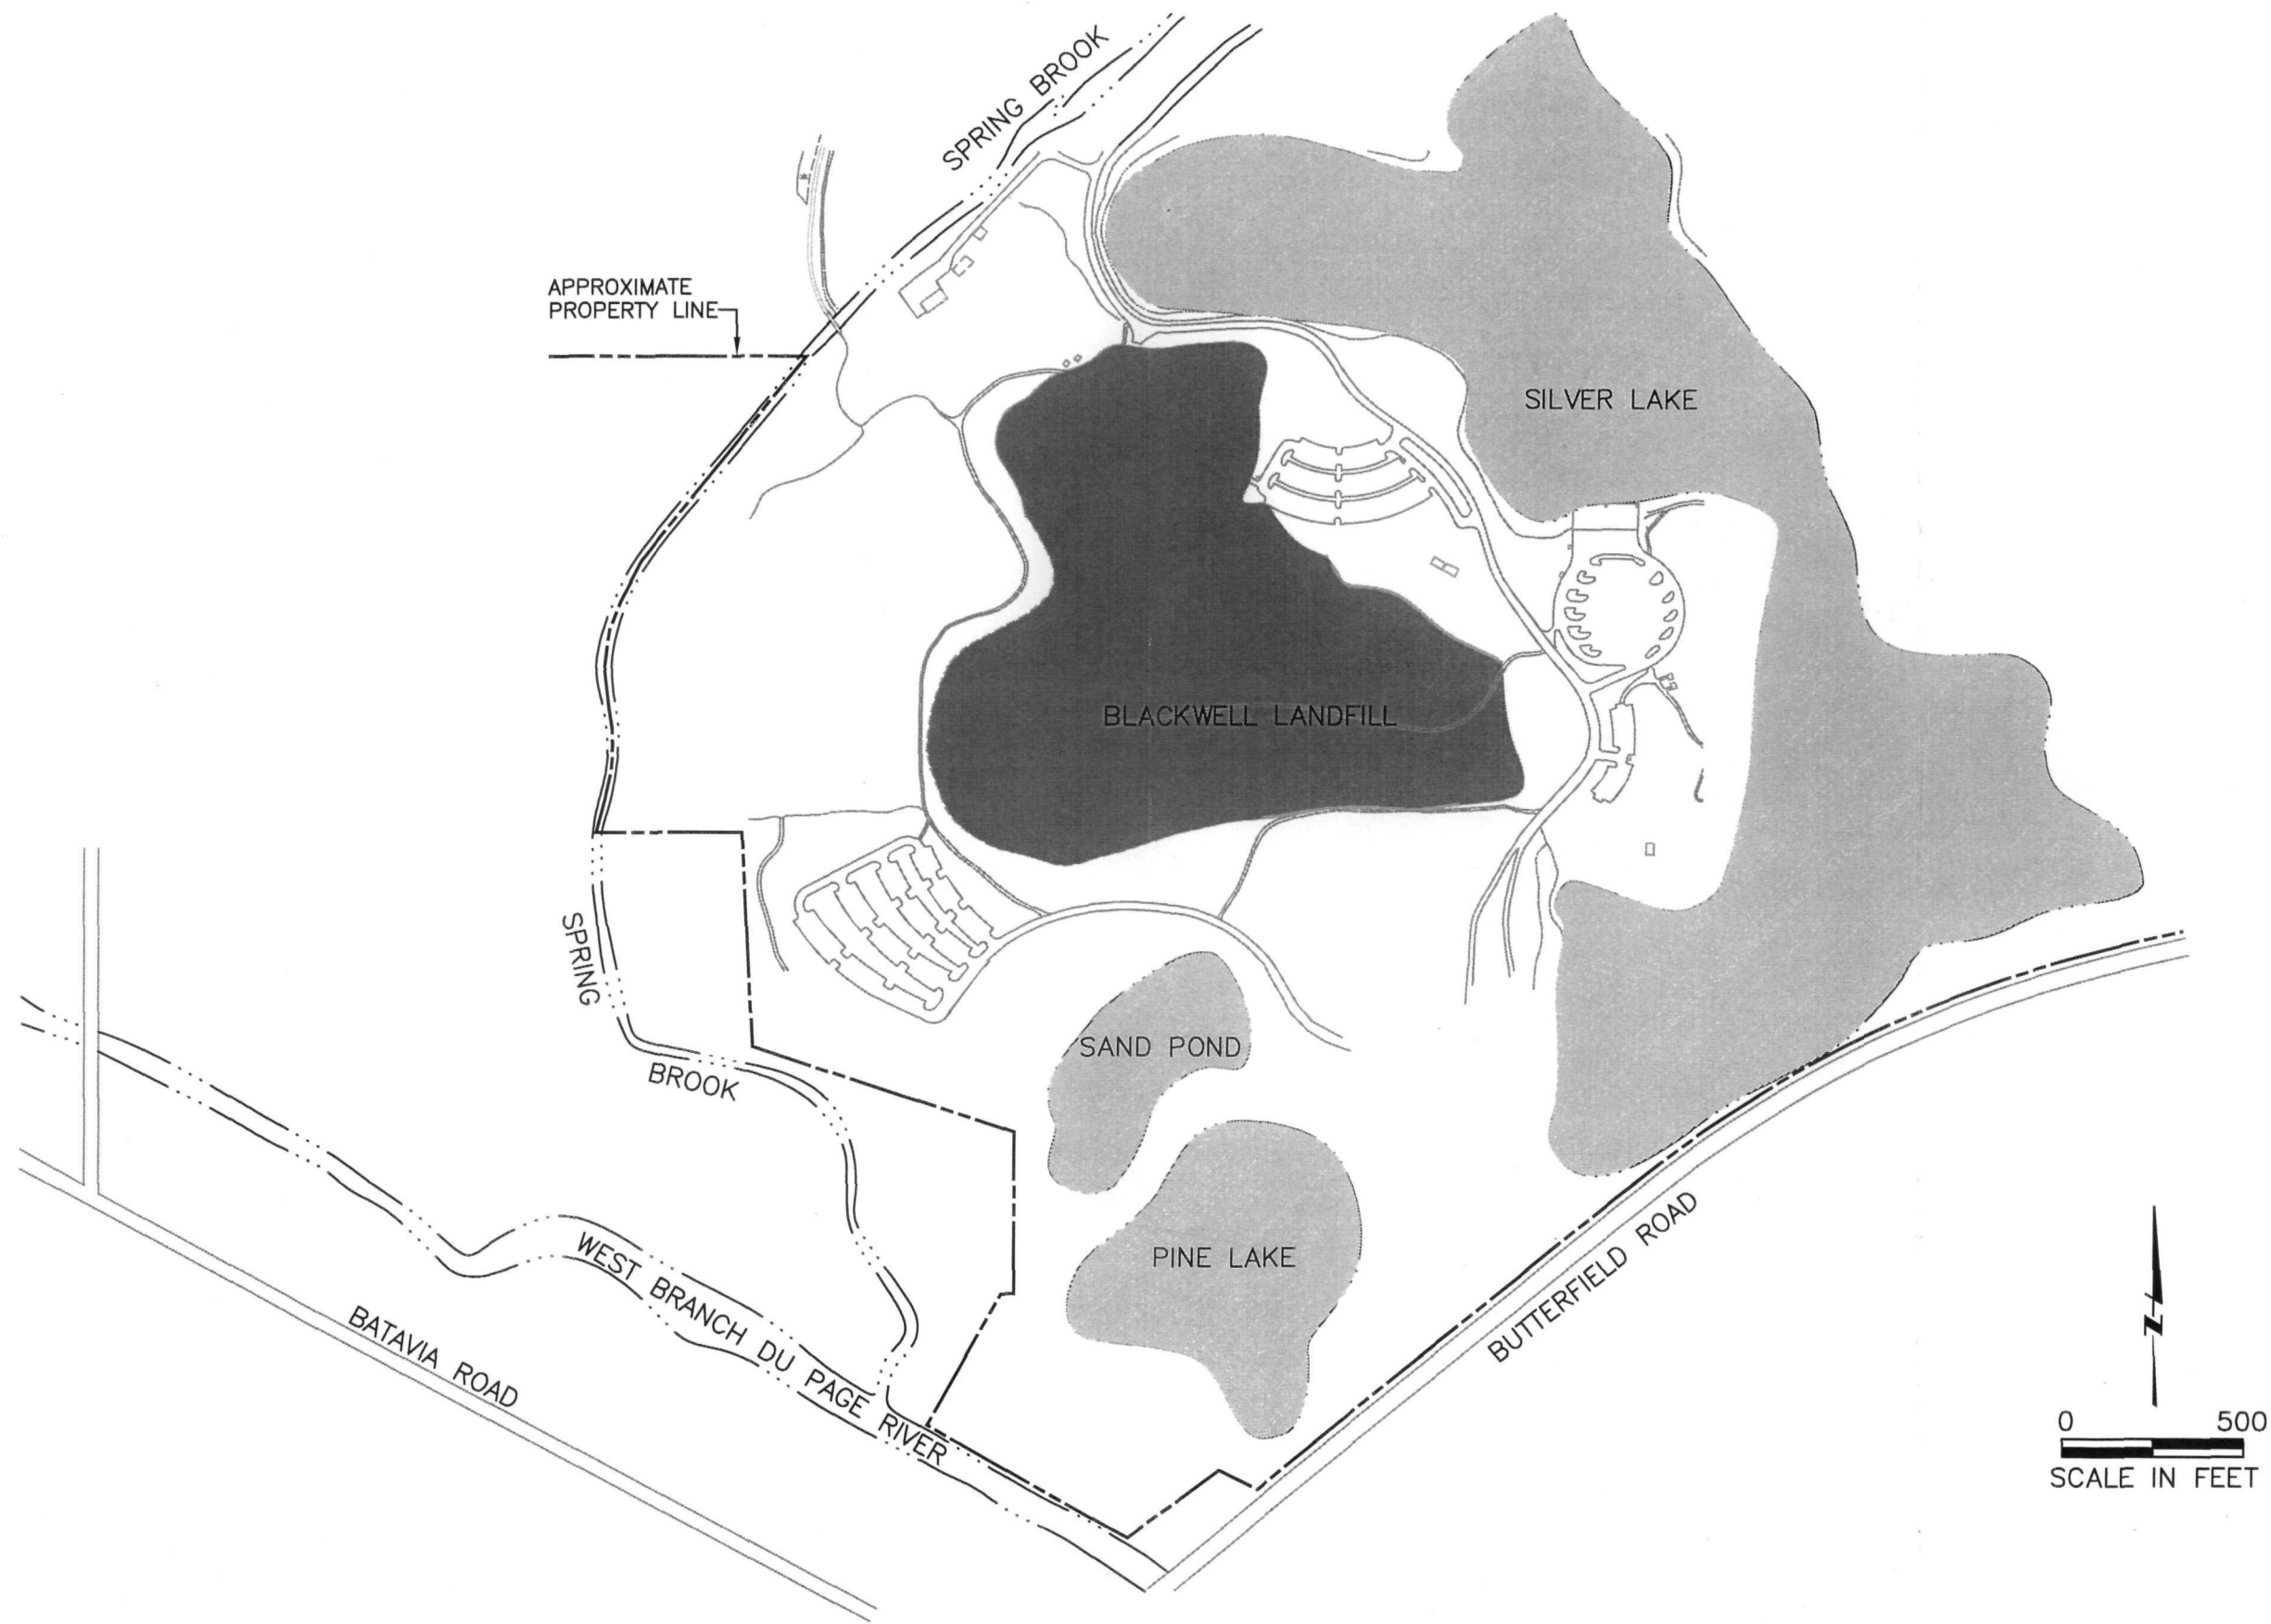 SPRING BROOK
APPROXIMATE
PROPERTY LINE
SILVER LAKE
BLACKWELL LANDFILL
SPRING
BROOK
SAND POND
PINE LAKE
WEST BRANCH DU PAGE RIVER
BATAVIA ROAD
BUTTERFIELD ROAD
N
0 500
SCALE IN FEET